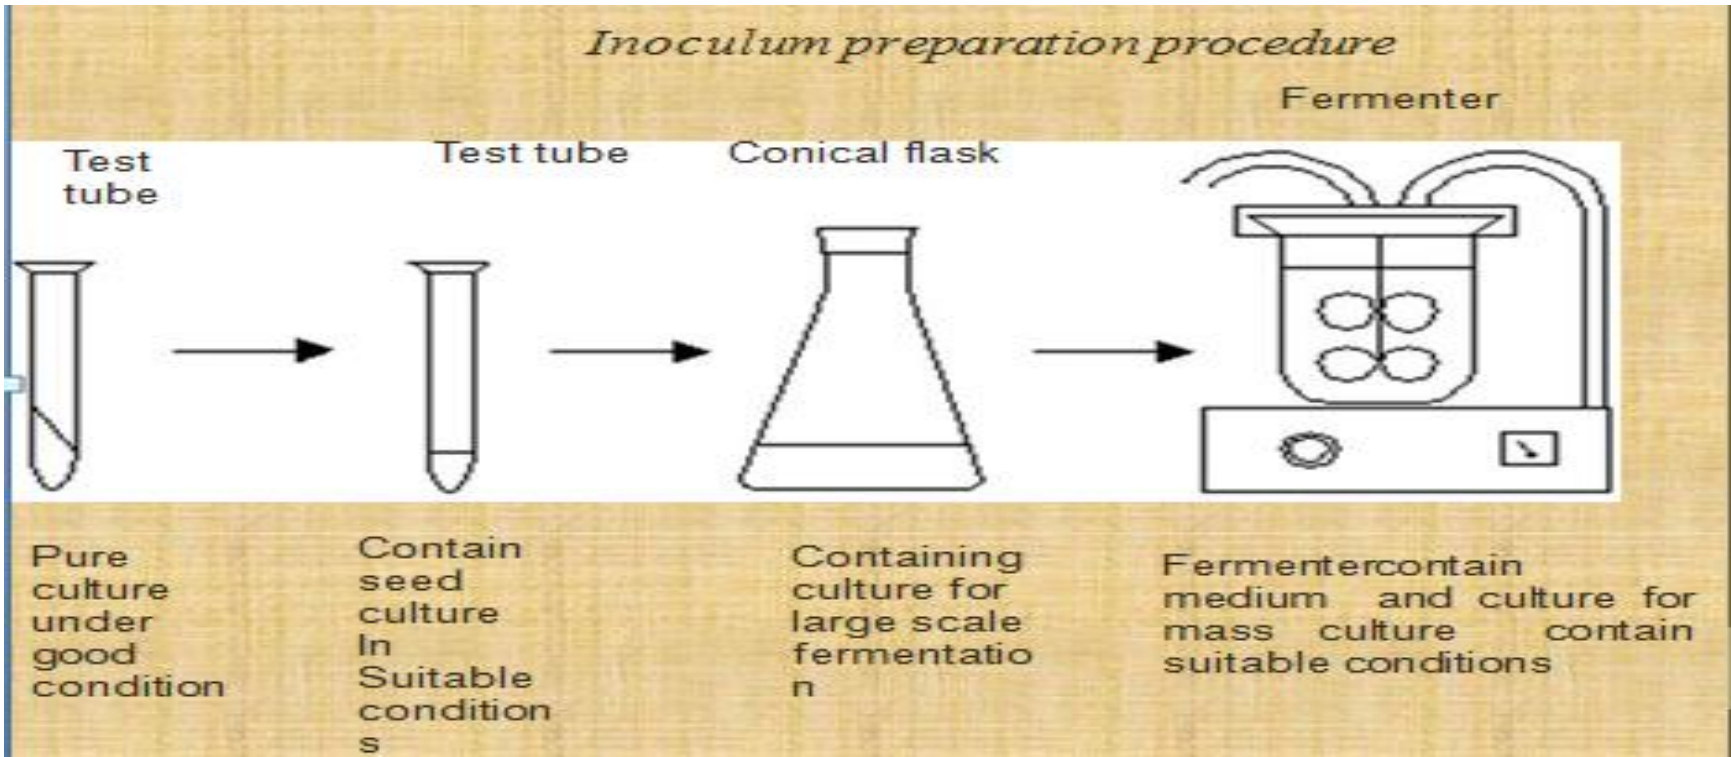 Inoculum preparation procedure
Fermenter
Test
tube
Test tube
Conical flask
Pure
culture
under
good
condition
Contain
seed
culture
In
Suitable
condition
s
Containing
culture for
large scale
fermentatio
n
Fermentercontain
medium and culture for
mass culture contain
suitable conditions